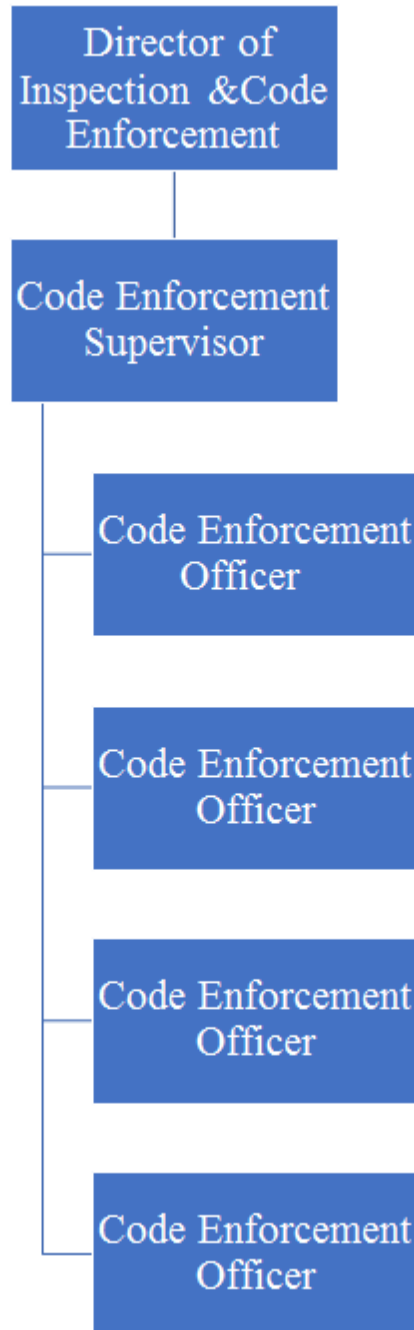 Director of
Inspection &Code
Enforcement
Code Enforcement
Supervisor
Code Enforcement
Officer
Code Enforcement
Officer
Code Enforcement
Officer
Code Enforcement
Officer